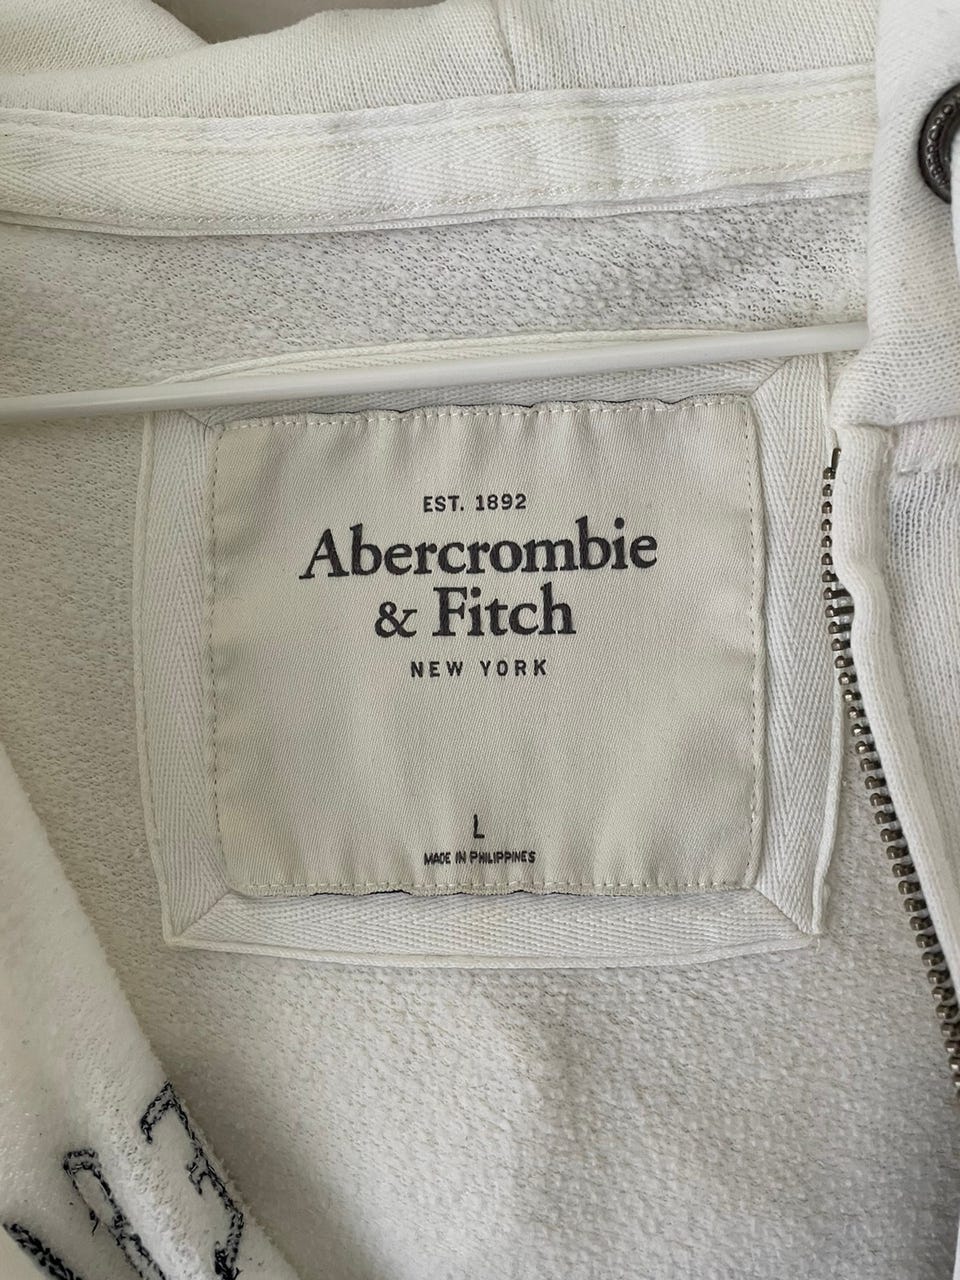 EST. 1892
Abercrombie
& Fitch
NEW YORK
L
MADE IN PHILIPPINES